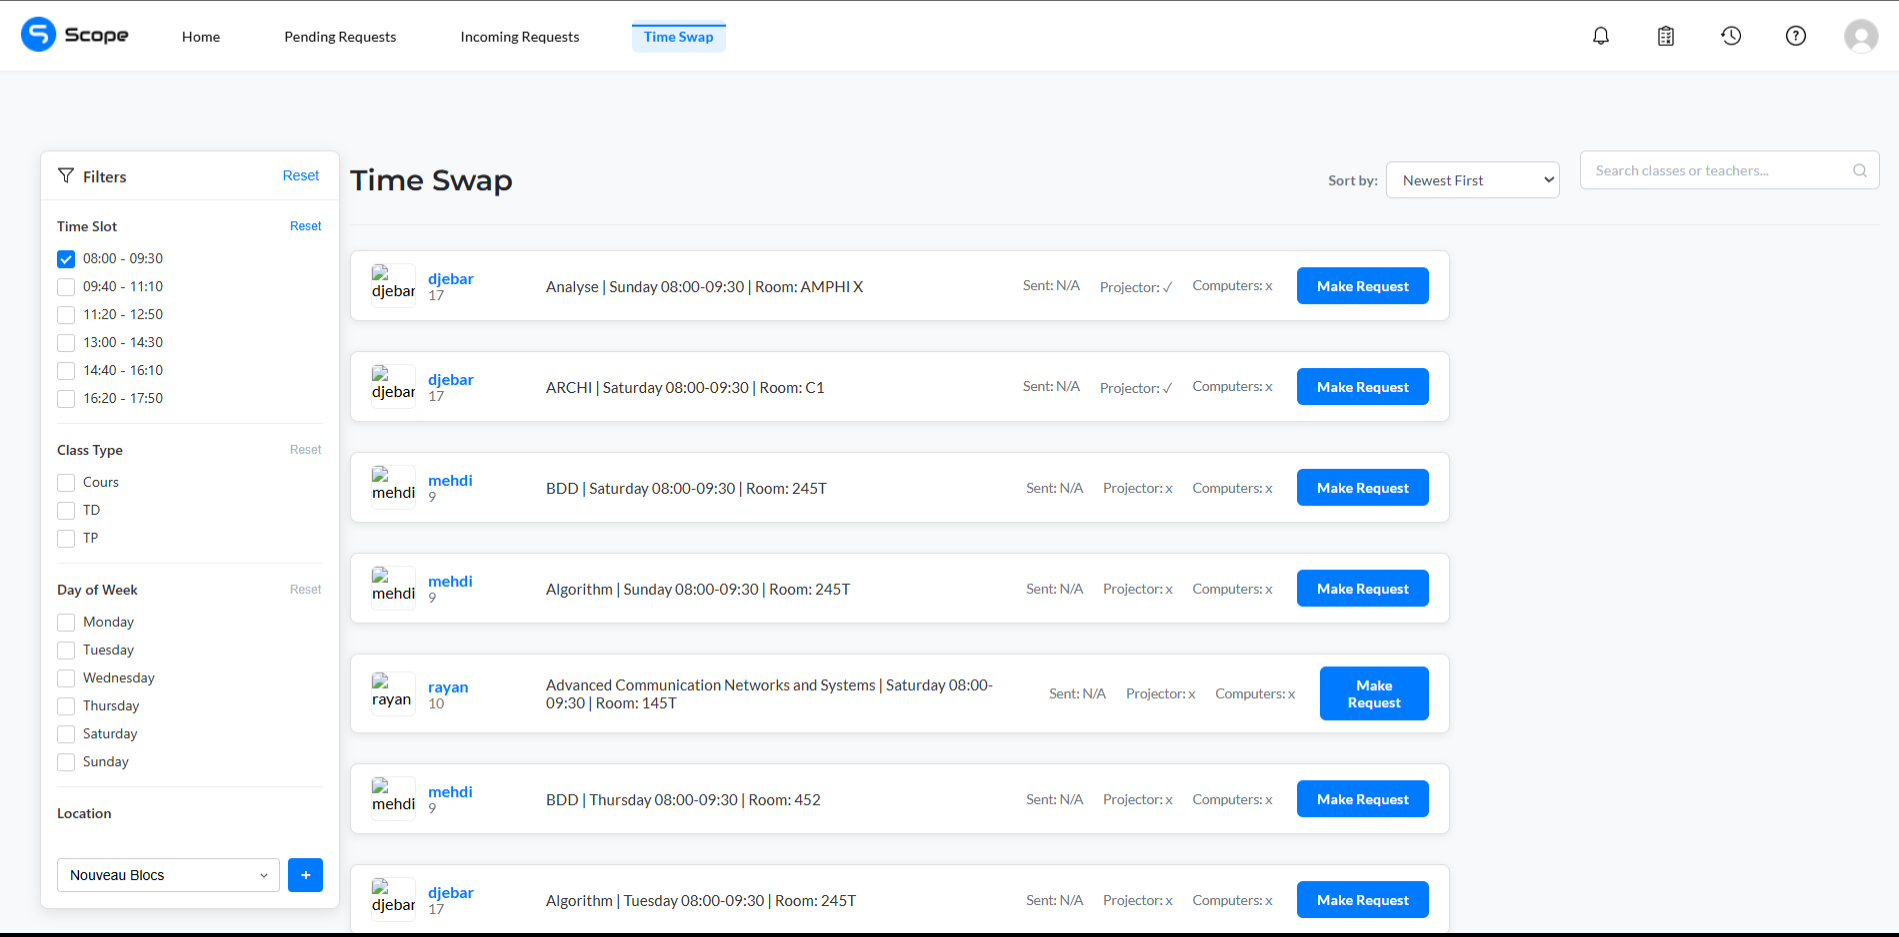 Scope
Home
Pending Requests
Incoming Requests
Time Swap
Filters
Reset
Time Slot
Reset
08:00 - 09:30
09:40 - 11:10
11:20 - 12:50
13:00 - 14:30
14:40 - 16:10
16:20 - 17:50
Class Type
Reset
Cours
TD
TP
Day of Week
Reset
Monday
Tuesday
Wednesday
Thursday
Saturday
Sunday
Location
Nouveau Blocs
+
Time Swap
Sort by:
Newest First
Search classes or teachers...
djebar
djebar
17
Analyse | Sunday 08:00-09:30 | Room: AMPHI X
Sent: N/A
Projector: ✓
Computers: x
Make Request
djebar
djebar
17
ARCHI | Saturday 08:00-09:30 | Room: C1
Sent: N/A
Projector: ✓
Computers: x
Make Request
mehdi
mehdi
9
BDD | Saturday 08:00-09:30 | Room: 245T
Sent: N/A
Projector: x
Computers: x
Make Request
mehdi
mehdi
9
Algorithm | Sunday 08:00-09:30 | Room: 245T
Sent: N/A
Projector: x
Computers: x
Make Request
rayan
rayan
10
Advanced Communication Networks and Systems | Saturday 08:00-
09:30 | Room: 145T
Sent: N/A
Projector: x
Computers: x
Make
Request
mehdi
mehdi
9
BDD | Thursday 08:00-09:30 | Room: 452
Sent: N/A
Projector: x
Computers: x
Make Request
djebar
djebar
17
Algorithm | Tuesday 08:00-09:30 | Room: 245T
Sent: N/A
Projector: x
Computers: x
Make Request